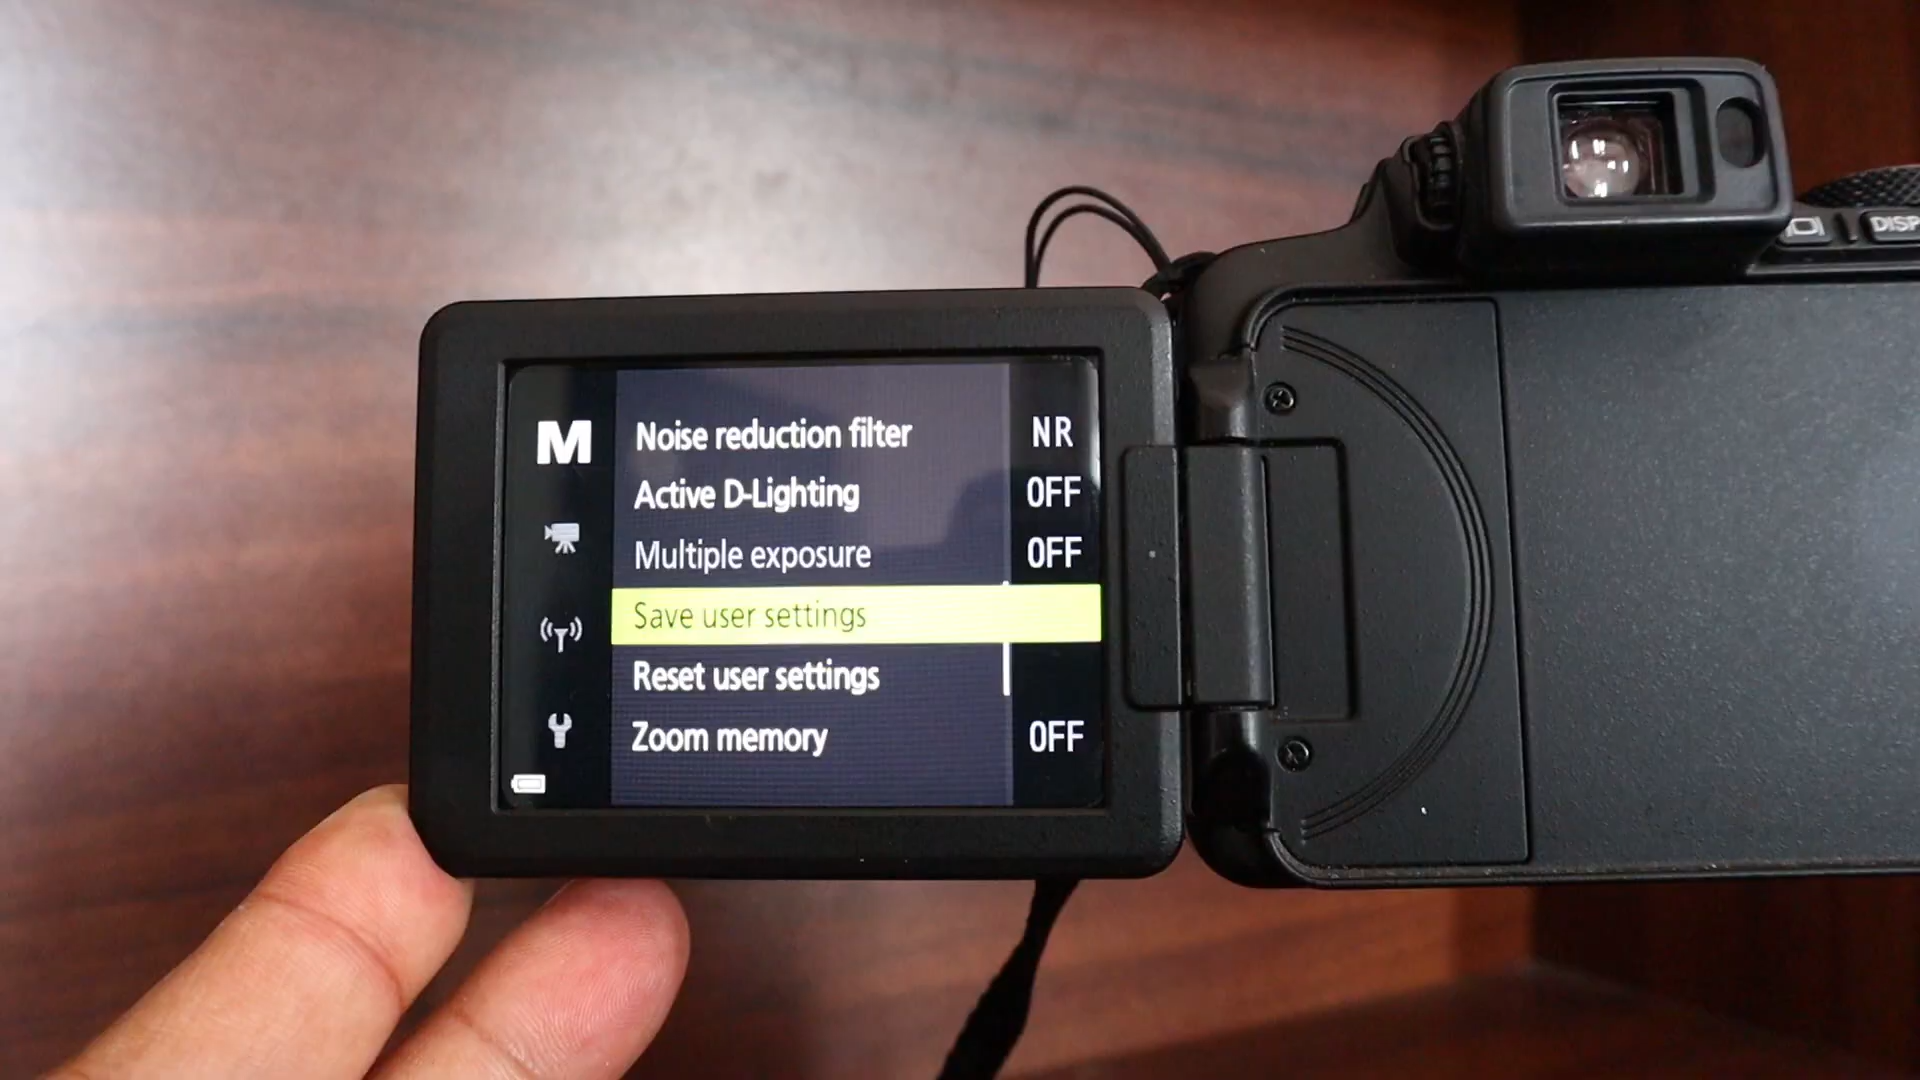 M
Noise reduction filter NR
Active D-Lighting OFF
Multiple exposure OFF
Save user settings
Reset user settings
Zoom memory OFF
DISP